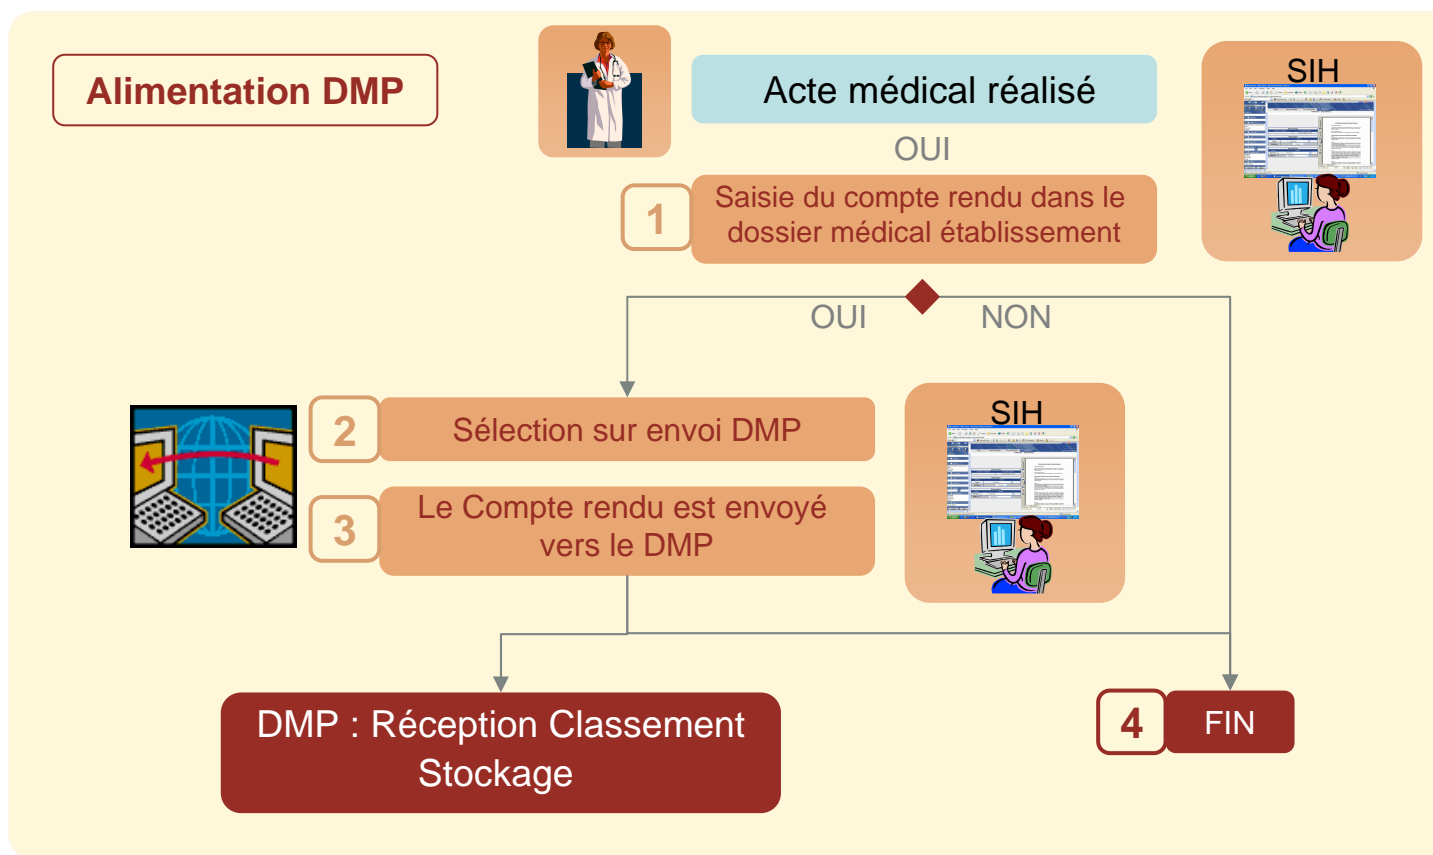 Alimentation DMP
Acte médical réalisé
SIH
OUI
1
Saisie du compte rendu dans le
dossier médical établissement
OUI
NON
2
Sélection sur envoi DMP
SIH
3
Le Compte rendu est envoyé
vers le DMP
DMP : Réception Classement
Stockage
4
FIN